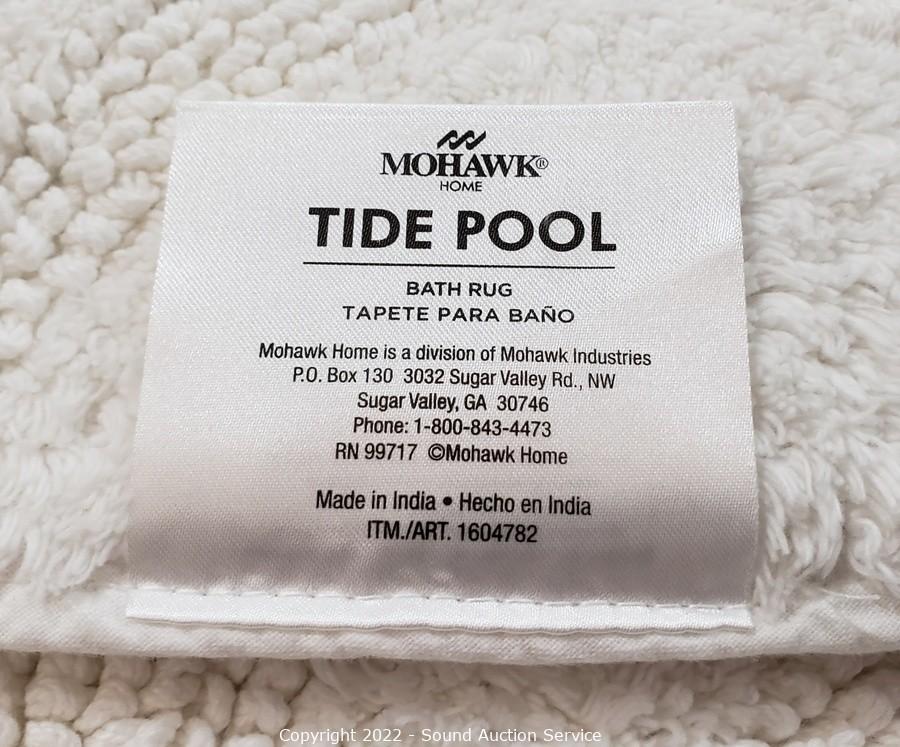 MOHAWK®
HOME
TIDE POOL
BATH RUG
TAPETE PARA BAÑO
Mohawk Home is a division of Mohawk Industries
P.O. Box 130 3032 Sugar Valley Rd., NW
Sugar Valley, GA 30746
Phone: 1-800-843-4473
RN 99717 ©Mohawk Home
Made in India • Hecho en India
ITM./ART. 1604782
Copyright 2022 - Sound Auction Service